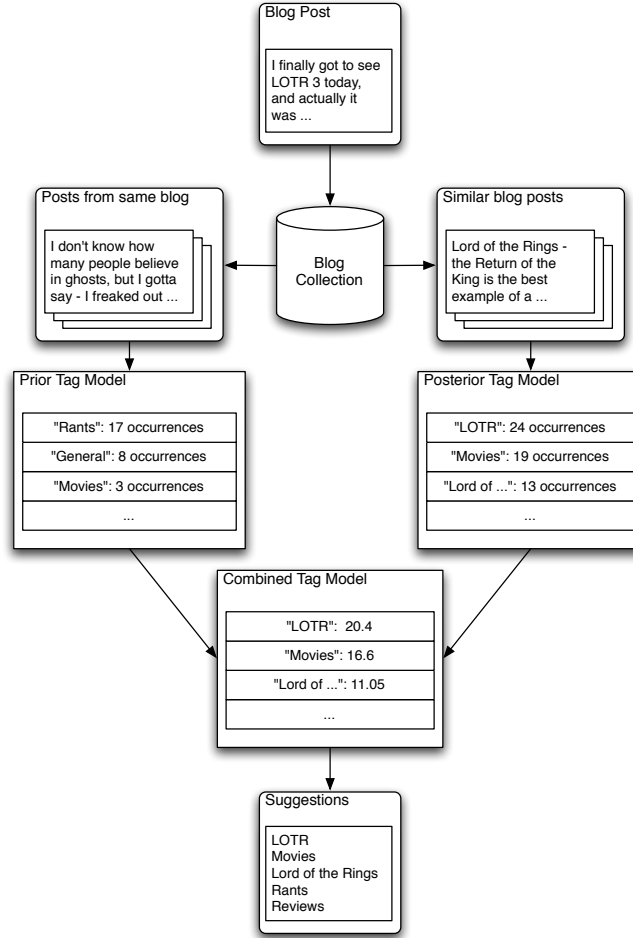 Blog Post
I finally got to see
LOTR 3 today,
and actually it
was ...
Posts from same blog
I don't know how
many people believe
in ghosts, but I gotta
say - I freaked out ...
Blog
Collection
Similar blog posts
Lord of the Rings -
the Return of the
King is the best
example of a ...
Prior Tag Model
"Rants": 17 occurrences
"General": 8 occurrences
"Movies": 3 occurrences
...
Posterior Tag Model
"LOTR": 24 occurrences
"Movies": 19 occurrences
"Lord of ...": 13 occurrences
...
Combined Tag Model
"LOTR": 20.4
"Movies": 16.6
"Lord of ...": 11.05
...
Suggestions
LOTR
Movies
Lord of the Rings
Rants
Reviews